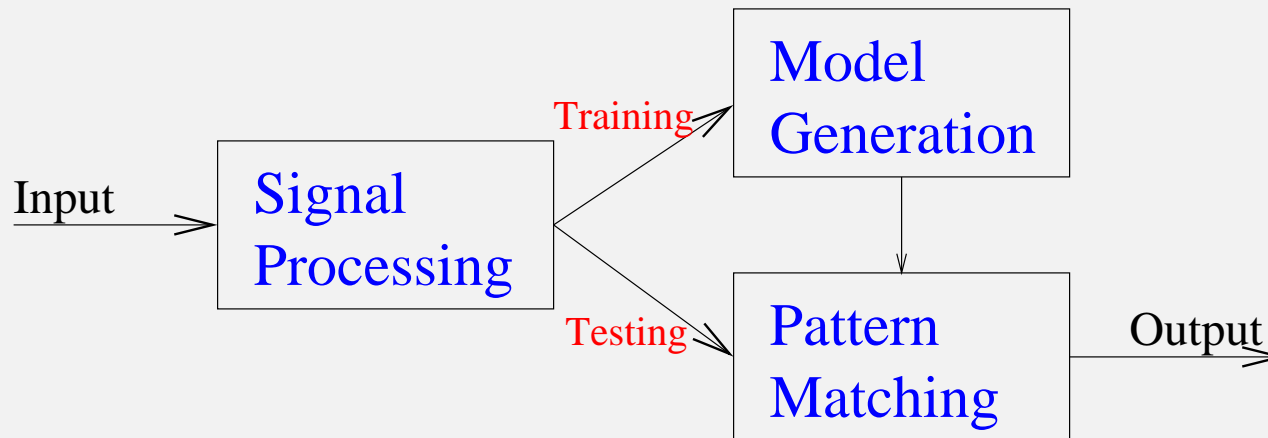 Input
Signal
Processing
Training
Model
Generation
Testing
Pattern
Matching
Output